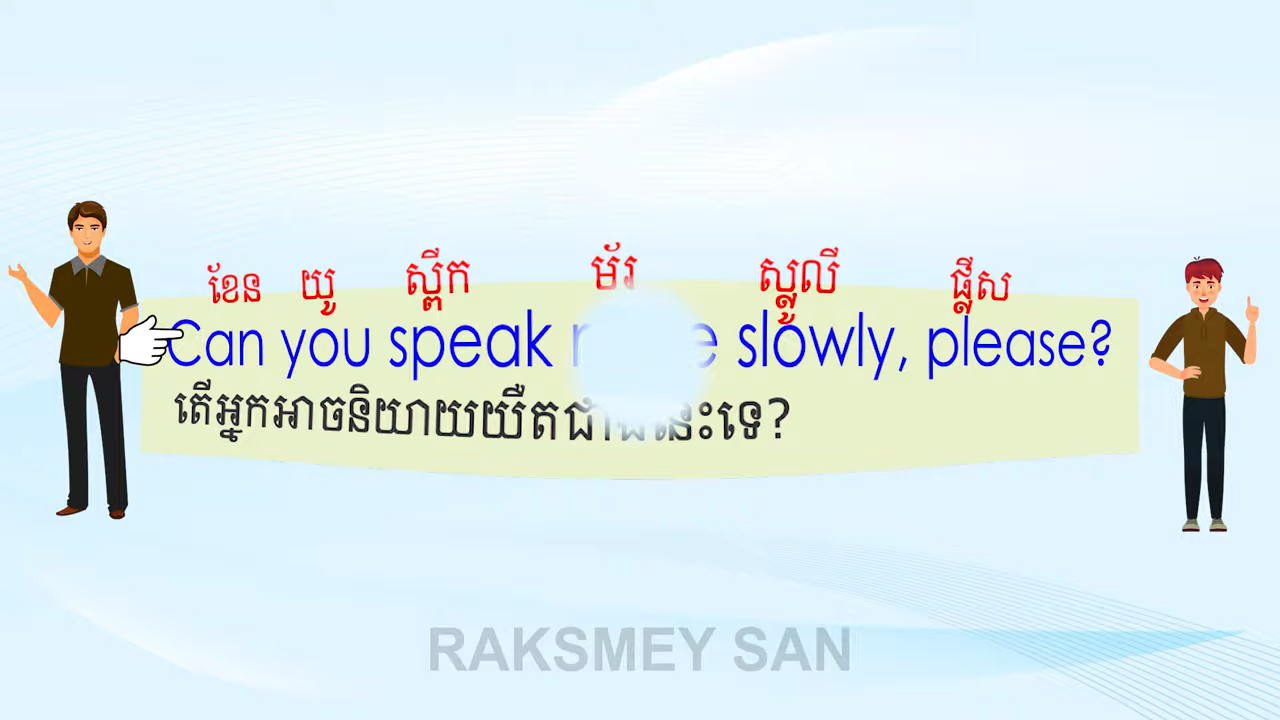 ខែន យូ ស្ពីក ម័រ ស្លូលី ផ្លីស
Can you speak slowly, please?
តើអ្នកអាចនិយាយយឺត ទេ?
RAKSMEY SAN